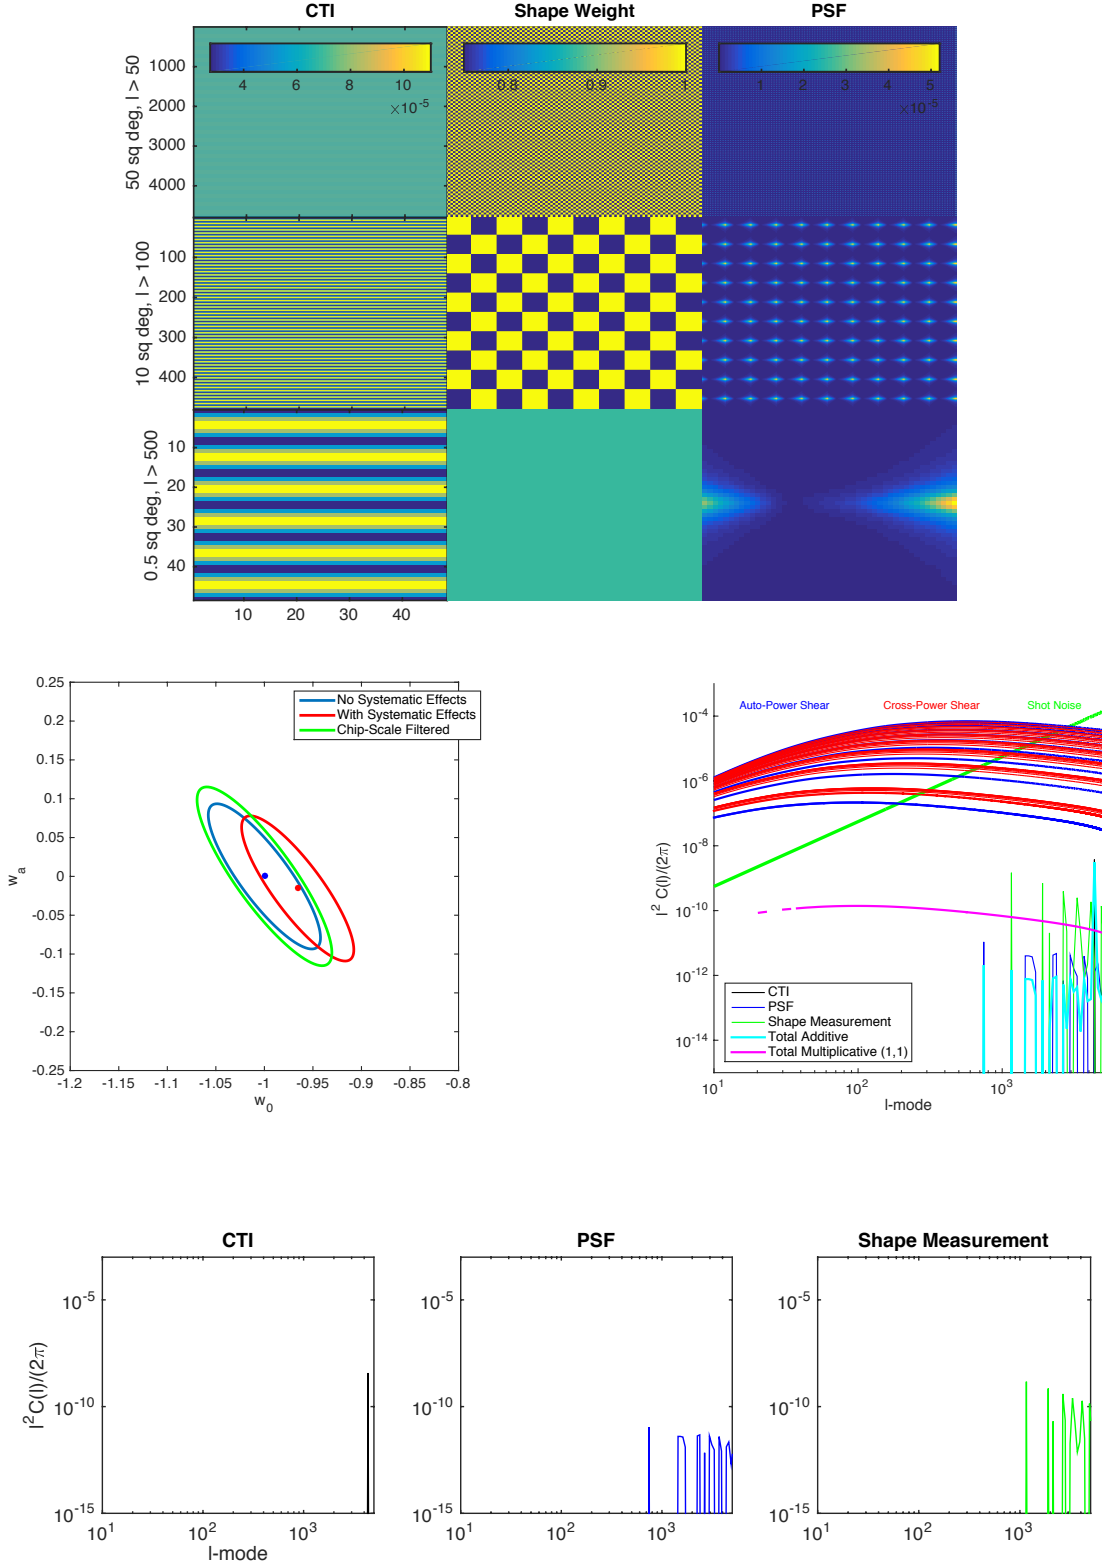 CTI Shape Weight PSF
50 sq deg, l > 50
1000
2000
3000
4000
4 6 8 10
×10^-5
0.8 0.9 1
1 2 3 4 5
×10^-5
10 sq deg, l > 100
100
200
300
400
0.5 sq deg, l > 500
10
20
30
40
10 20 30 40
0.25
0.2
0.15
0.1
0.05
0
-0.05
-0.1
-0.15
-0.2
-0.25
w_a
No Systematic Effects
With Systematic Effects
Chip-Scale Filtered
-1.2 -1.15 -1.1 -1.05 -1 -0.95 -0.9 -0.85 -0.8
w_0
Auto-Power Shear Cross-Power Shear Shot Noise
10^-4
10^-6
10^-8
10^-10
10^-12
10^-14
l^2 C(l)/(2π)
CTI
PSF
Shape Measurement
Total Additive
Total Multiplicative (1,1)
10^1 10^2 10^3
l-mode
CTI PSF Shape Measurement
l^2C(l)/(2π)
10^-5 10^-5 10^-5
10^-10 10^-10 10^-10
10^-15 10^-15 10^-15
10^1 10^2 10^3 10^1 10^2 10^3 10^1 10^2 10^3
l-mode